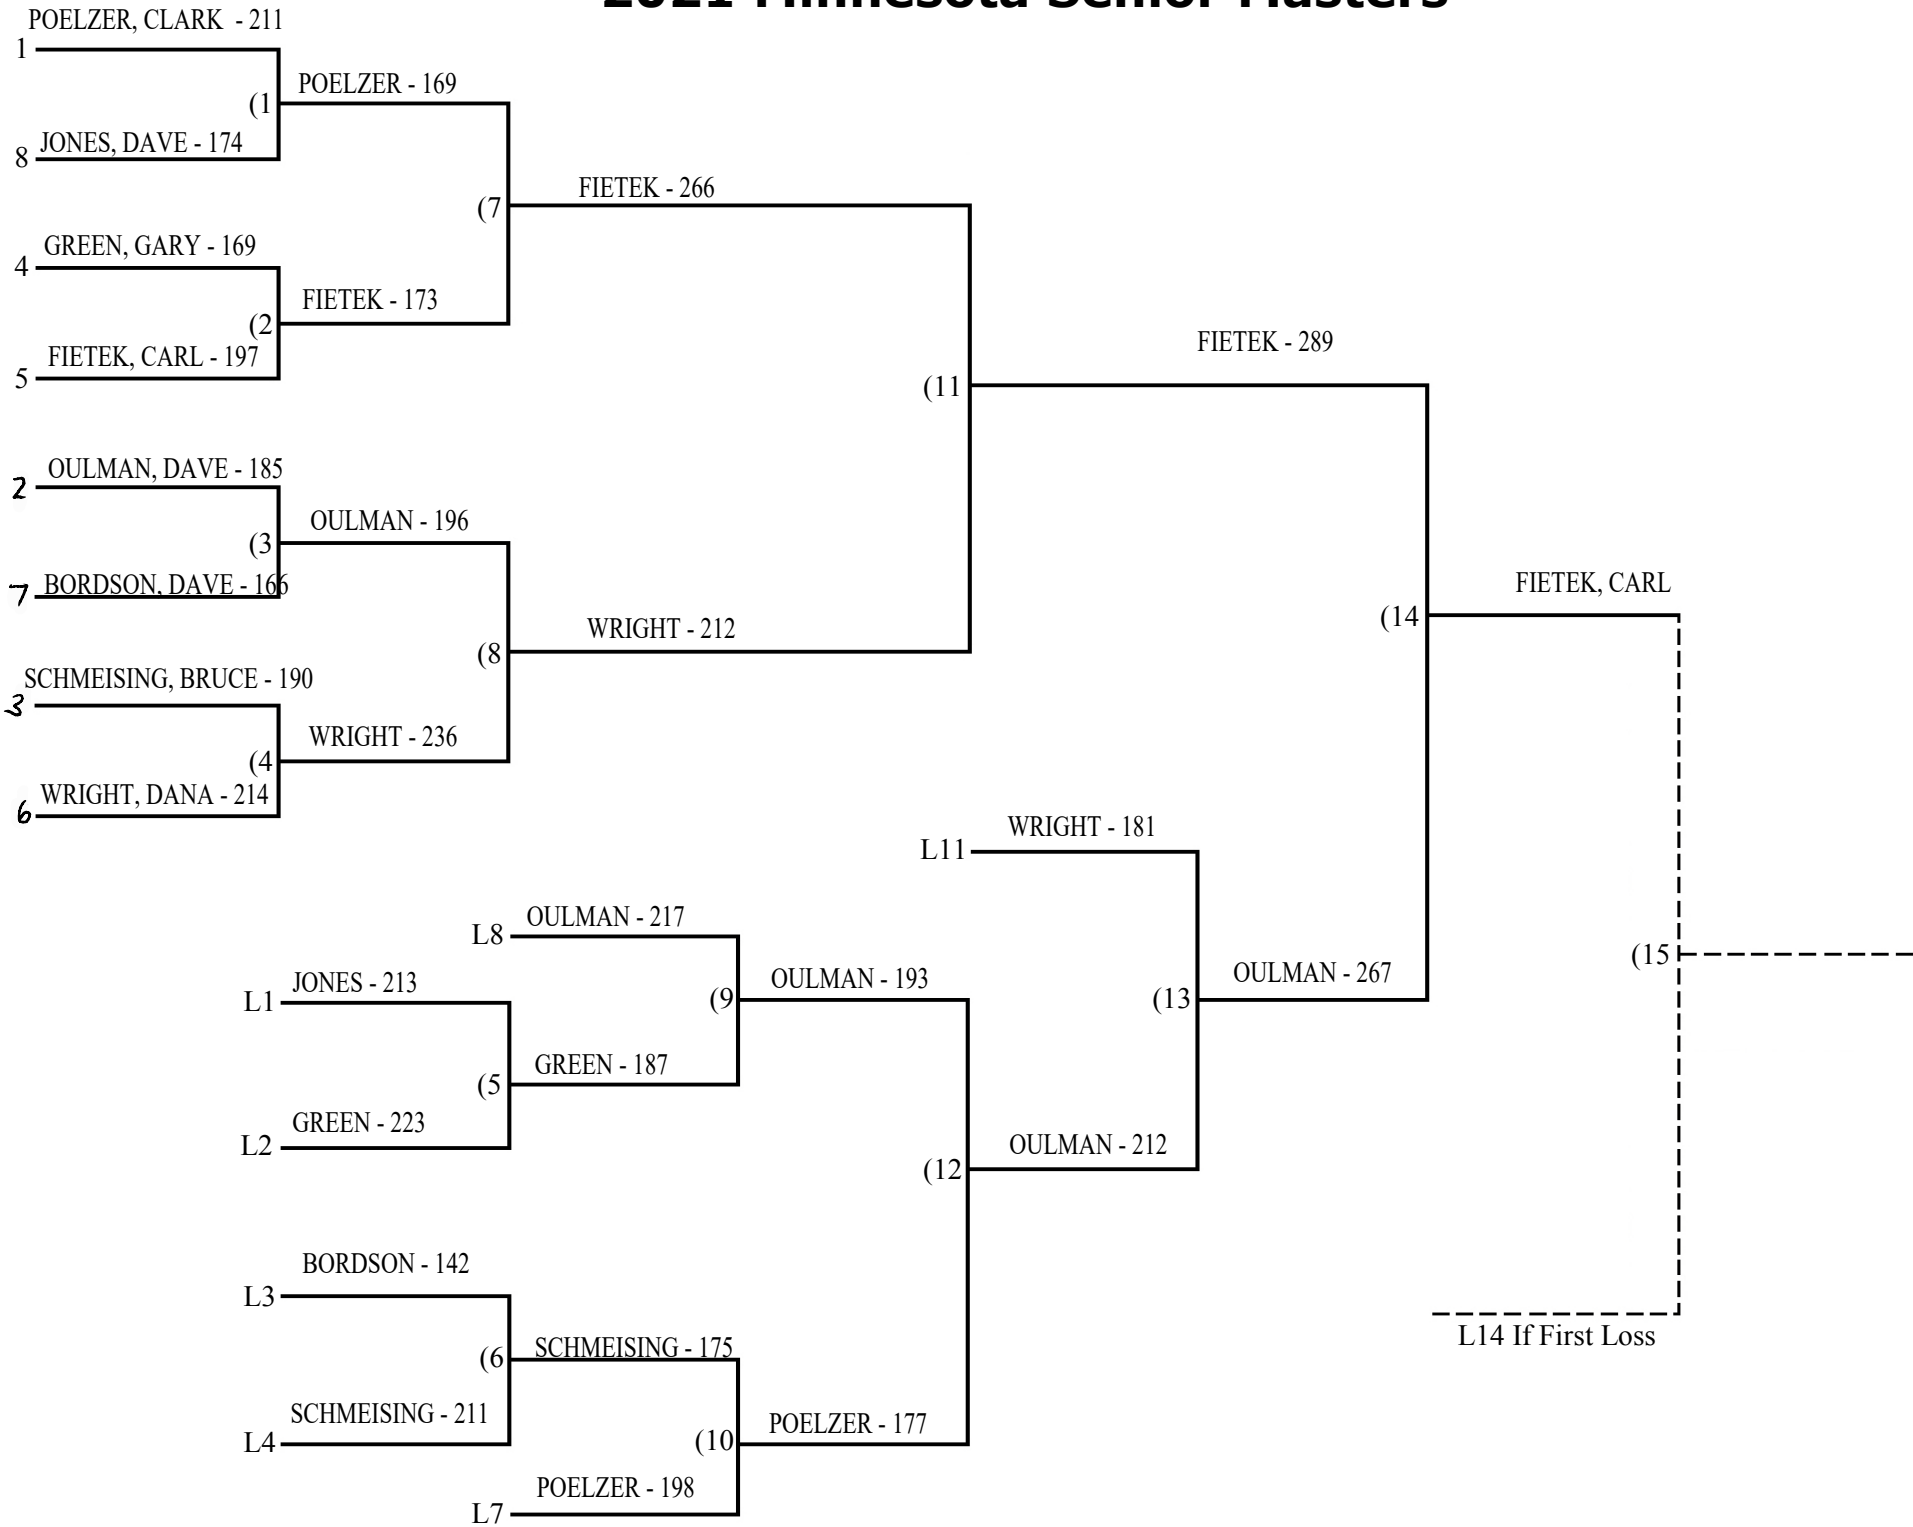 2021 Minnesota Senior Masters
POELZER, CLARK - 211
1
POELZER - 169
(1
JONES, DAVE - 174
8
FIETEK - 266
(7
GREEN, GARY - 169
4
FIETEK - 173
(2
FIETEK, CARL - 197
5
FIETEK - 289
(11
OULMAN, DAVE - 185
2
OULMAN - 196
(3
BORDSON, DAVE - 166
7
FIETEK, CARL
(14
WRIGHT - 212
(8
SCHMEISING, BRUCE - 190
3
WRIGHT - 236
(4
WRIGHT, DANA - 214
6
WRIGHT - 181
L11
OULMAN - 217
L8
JONES - 213
L1
OULMAN - 193
(9
OULMAN - 267
(13
(15
GREEN - 187
(5
GREEN - 223
L2
OULMAN - 212
(12
BORDSON - 142
L3
L14 If First Loss
SCHMEISING - 175
(6
SCHMEISING - 211
L4
POELZER - 177
(10
POELZER - 198
L7